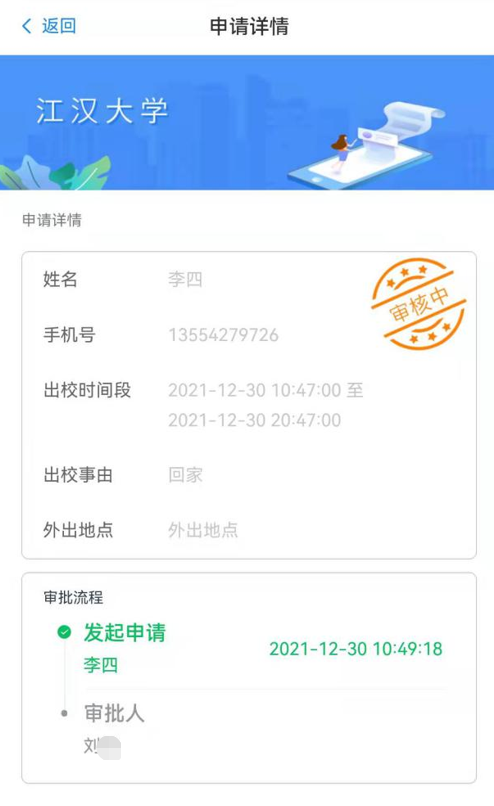 返回
申请详情
江汉大学
申请详情
姓名 李四
审核中
手机号 13554279726
出校时间段 2021-12-30 10:47:00 至
2021-12-30 20:47:00
出校事由 回家
外出地点 外出地点
审批流程
发起申请
2021-12-30 10:49:18
李四
审批人
刘